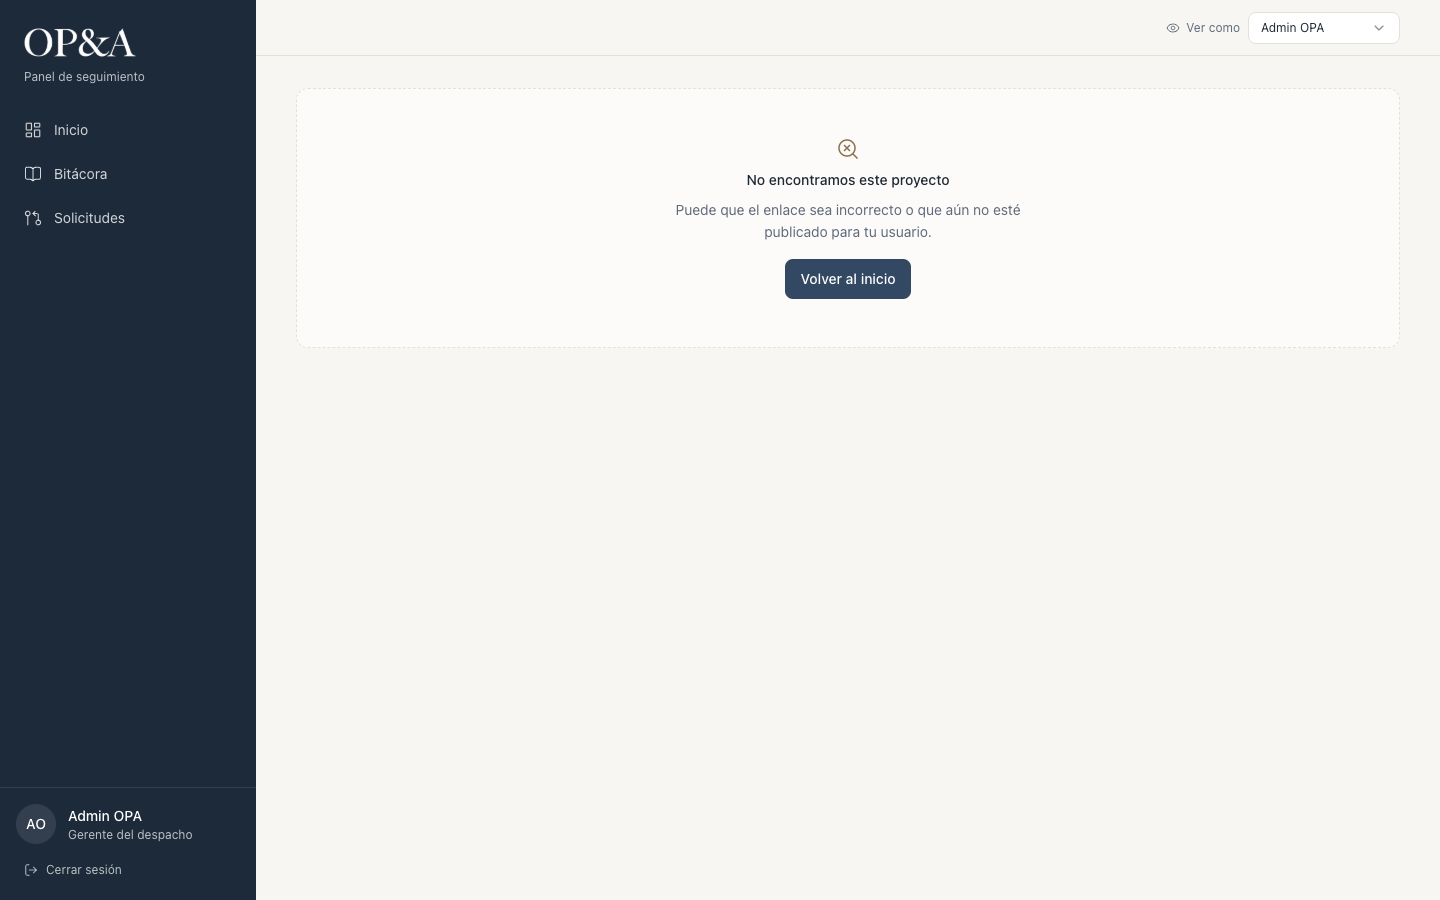 OP&A
Panel de seguimiento
Inicio
Bitácora
Solicitudes
AO
Admin OPA
Gerente del despacho
Cerrar sesión
Ver como
Admin OPA
No encontramos este proyecto
Puede que el enlace sea incorrecto o que aún no esté
publicado para tu usuario.
Volver al inicio